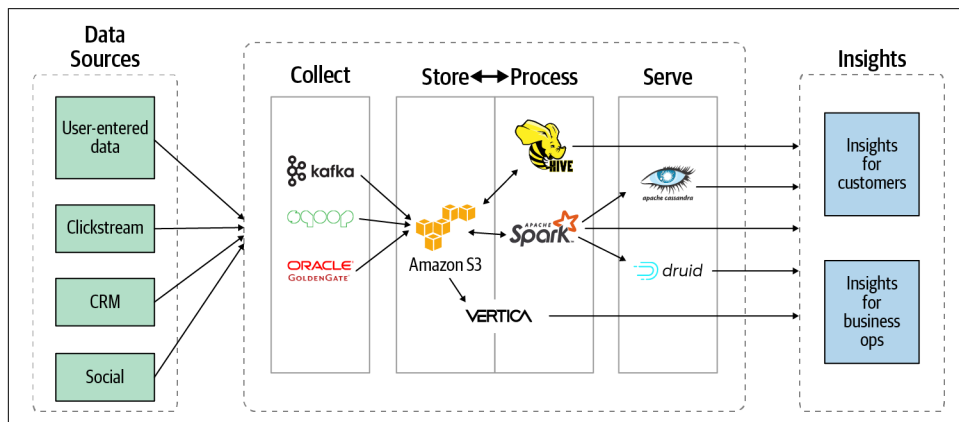 Data
Sources
User-entered
data
Clickstream
CRM
Social
Collect
kafka
sqoop
ORACLE
GOLDENGATE
Store
Process
Amazon S3
HIVE
APACHE
Spark
VERTICA
Serve
apache cassandra
druid
Insights
Insights
for
customers
Insights
for
business
ops